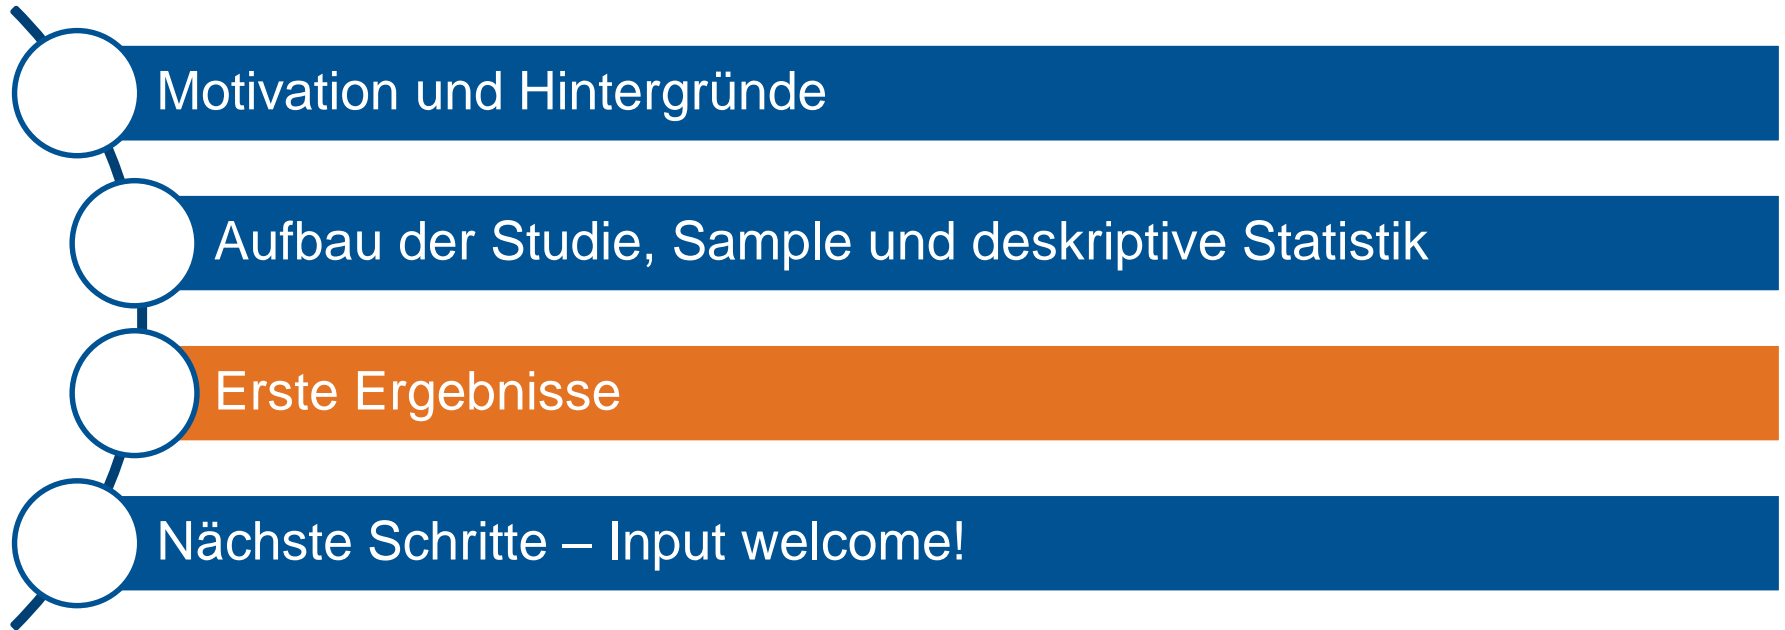 Motivation und Hintergründe
Aufbau der Studie, Sample und deskriptive Statistik
Erste Ergebnisse
Nächste Schritte – Input welcome!